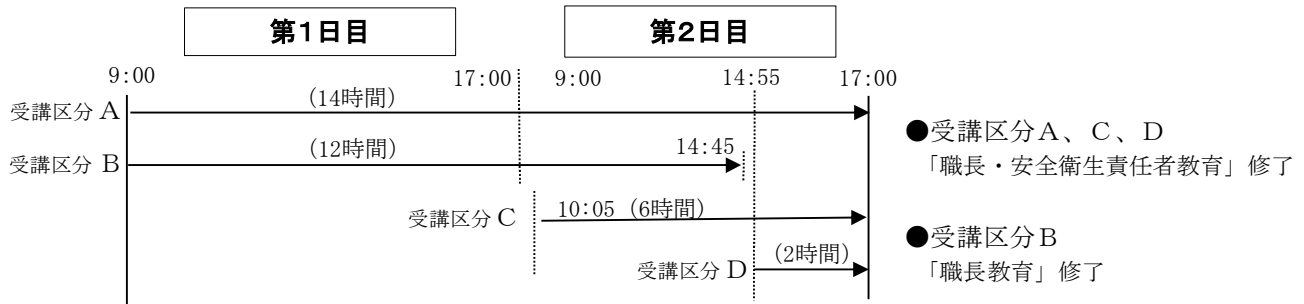 第1日目 第2日目
9:00 17:00 9:00 14:55 17:00
受講区分 A (14時間)
受講区分 B (12時間) 14:45
受講区分 C 10:05 (6時間)
受講区分 D (2時間)
●受講区分A、C、D
「職長・安全衛生責任者教育」修了
●受講区分B
「職長教育」修了